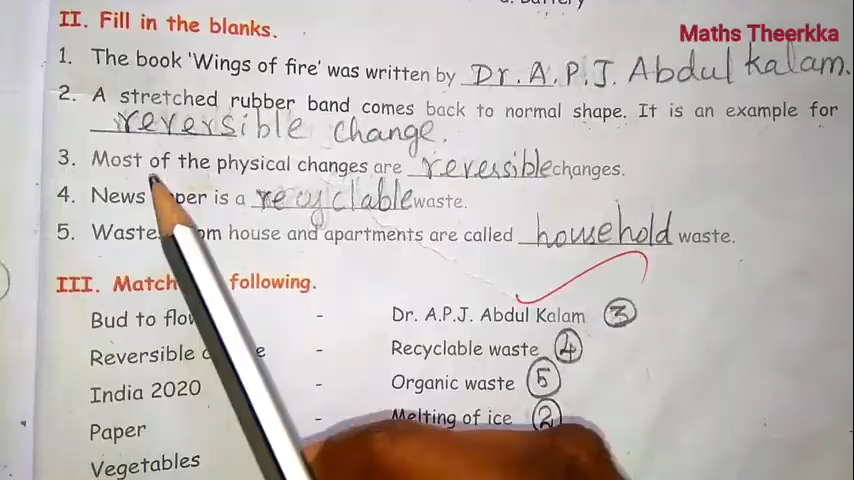 Maths Theerkka
II. Fill in the blanks.
1. The book 'Wings of fire' was written by Dr. A.P.J. Abdul Kalam.
2. A stretched rubber band comes back to normal shape. It is an example for
reversible change.
3. Most of the physical changes are reversible changes.
4. News per is a recyclable waste.
5. Waste om house and apartments are called household waste.
III. Match following.
Bud to flo - Dr. A.P.J. Abdul Kalam 3
Reversible c e - Recyclable waste 4
India 2020 - Organic waste 5
Paper - Melting of ice 2
Vegetables